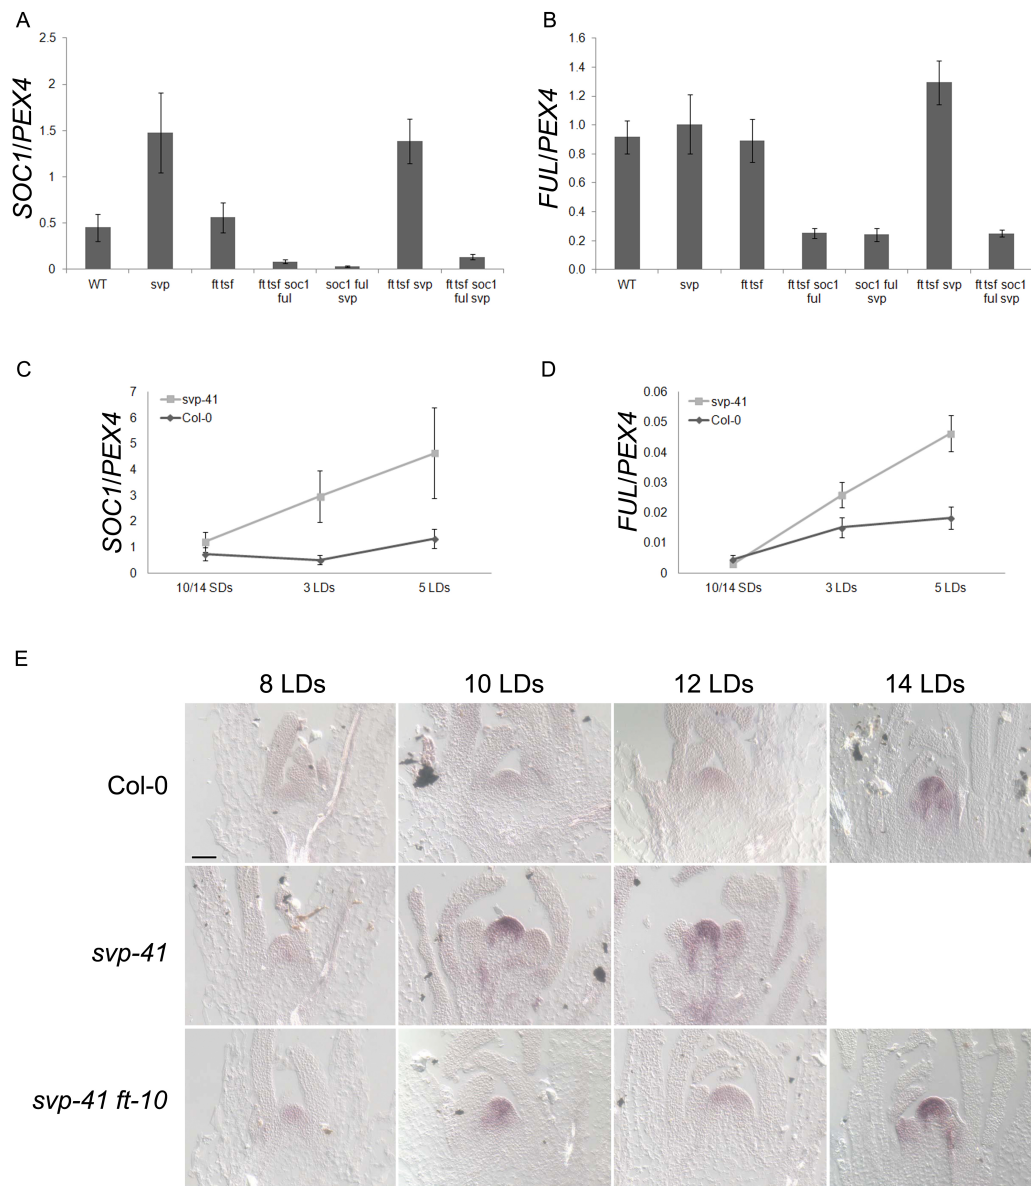 A
SOC1/PEX4
2.5
2
1.5
1
0.5
0
WT
svp
ft tsf
ft tsf soc1
ful
soc1 ful
svp
ft tsf svp
ft tsf soc1
ful svp
B
FUL/PEX4
1.6
1.4
1.2
1.0
0.8
0.6
0.4
0.2
0.0
WT
svp
ft tsf
ft tsf soc1
ful
soc1 ful
svp
ft tsf svp
ft tsf soc1
ful svp
C
SOC1/PEX4
7
6
5
4
3
2
1
0
svp-41
Col-0
10/14 SDs
3 LDs
5 LDs
D
FUL/PEX4
0.06
0.05
0.04
0.03
0.02
0.01
0
svp-41
Col-0
10/14 SDs
3 LDs
5 LDs
E
8 LDs
10 LDs
12 LDs
14 LDs
Col-0
svp-41
svp-41 ft-10